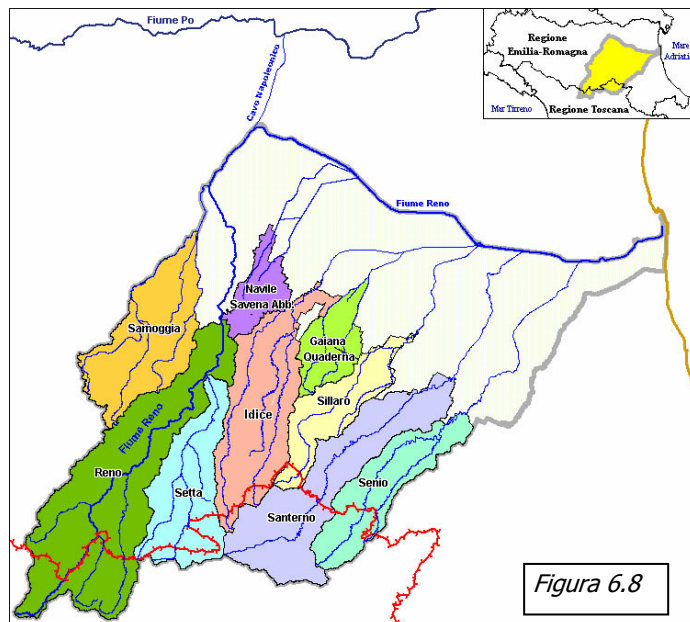 Fiume Po
Cavo Napoleonico
Regione
Emilia-Romagna
Mare
Adriati
Mar Tirreno
Regione Toscana
Fiume Reno
Navile
Savena Abb.
Samoggia
Gaiana
Quaderna
Idice
Sillaro
Fiume Reno
Reno
Setta
Senio
Santerno
Figura 6.8